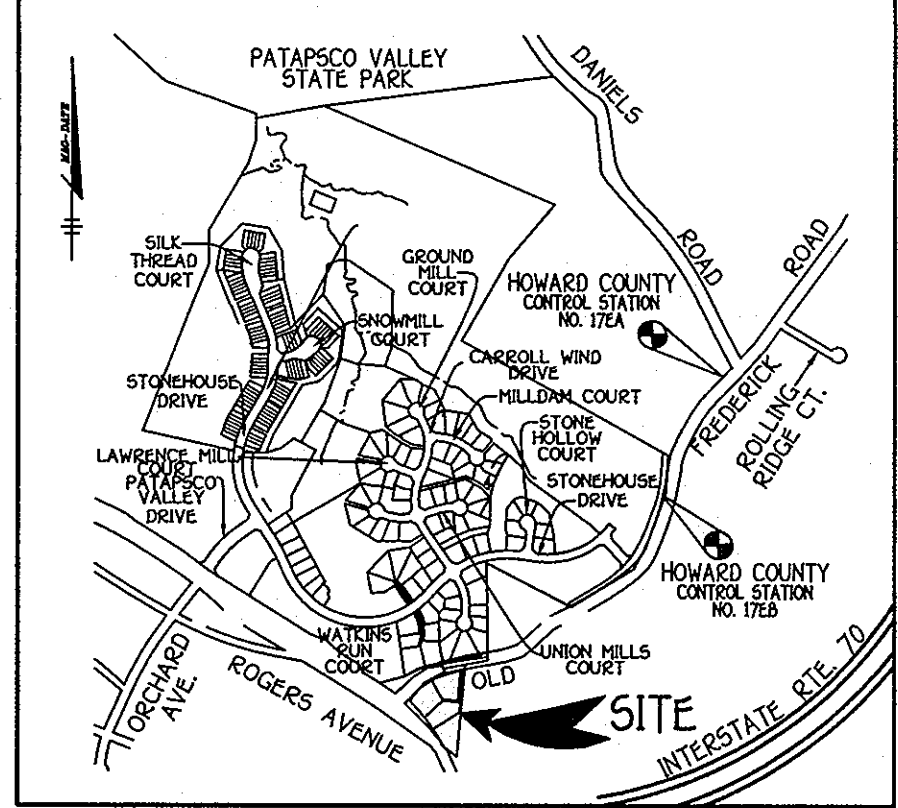 PATAPSCO VALLEY
STATE PARK
DANIELS
ROAD
ROAD
SILK
THREAD
COURT
GROUND
MILL
COURT
HOWARD COUNTY
CONTROL STATION
NO. 17EA
SNOWMILL
COURT
CARROLL WIND
DRIVE
MILLDAM COURT
STONEHOUSE
DRIVE
STONE
HOLLOW
COURT
FREDERICK
ROLLING
RIDGE CT.
LAWRENCE MILL
COURT
PATAPSCO
VALLEY
DRIVE
STONEHOUSE
DRIVE
HOWARD COUNTY
CONTROL STATION
NO. 17EB
WATKINS
RUN
COURT
UNION MILLS
COURT
ORCHARD
AVE.
ROGERS AVENUE
OLD
SITE
INTERSTATE RTE. 70